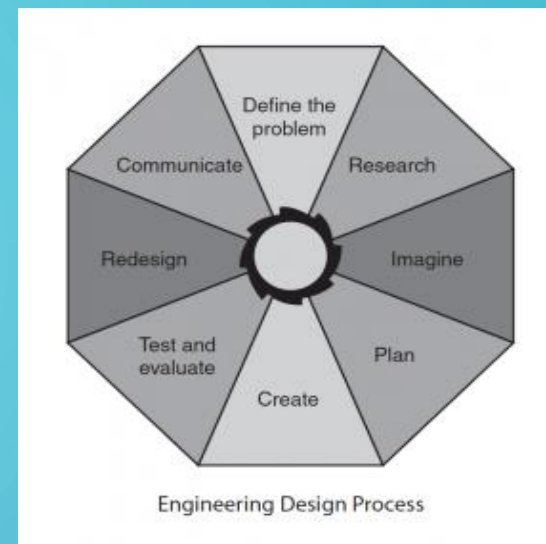 Define the
problem
Research
Imagine
Plan
Create
Test and
evaluate
Redesign
Communicate
Engineering Design Process